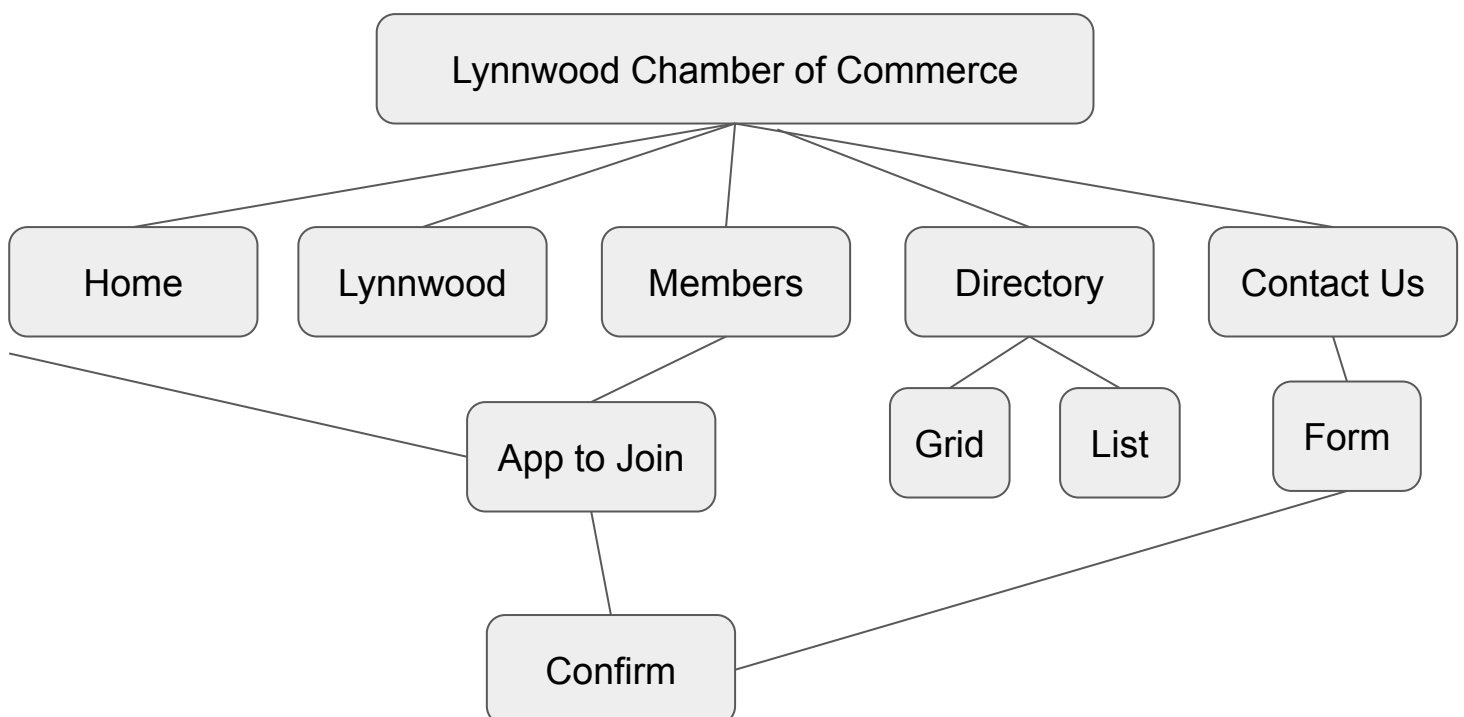 Lynnwood Chamber of Commerce
Home
Lynnwood
Members
Directory
Contact Us
App to Join
Grid
List
Form
Confirm